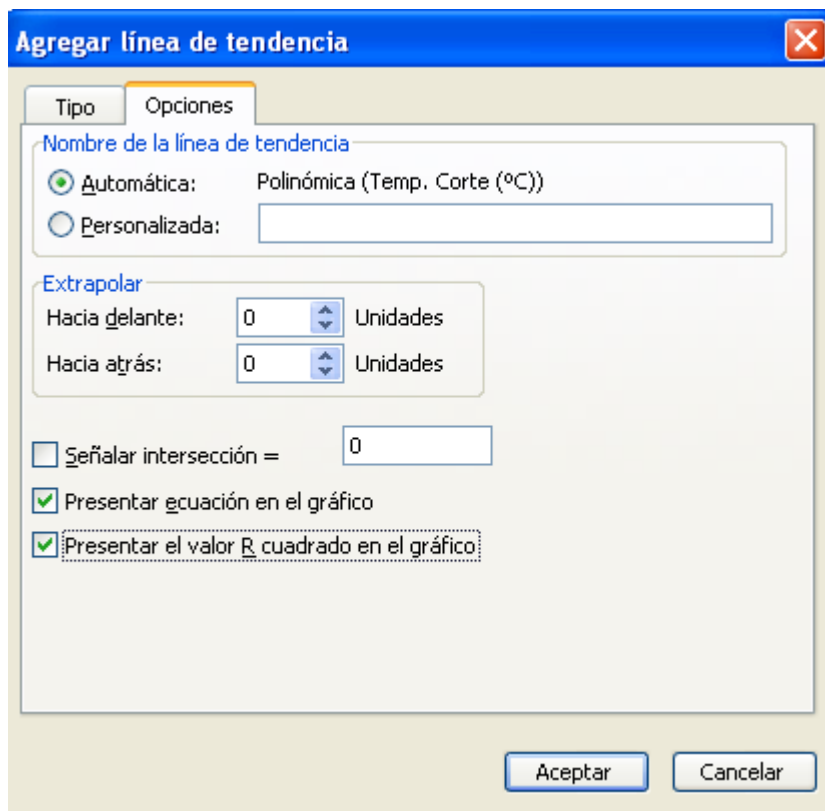 Agregar línea de tendencia
Tipo
Opciones
Nombre de la línea de tendencia
Automática: Polinómica (Temp. Corte (ºC))
Personalizada:
Extrapolar
Hacia delante: 0 Unidades
Hacia atrás: 0 Unidades
Señalar intersección = 0
Presentar ecuación en el gráfico
Presentar el valor R cuadrado en el gráfico
Aceptar
Cancelar